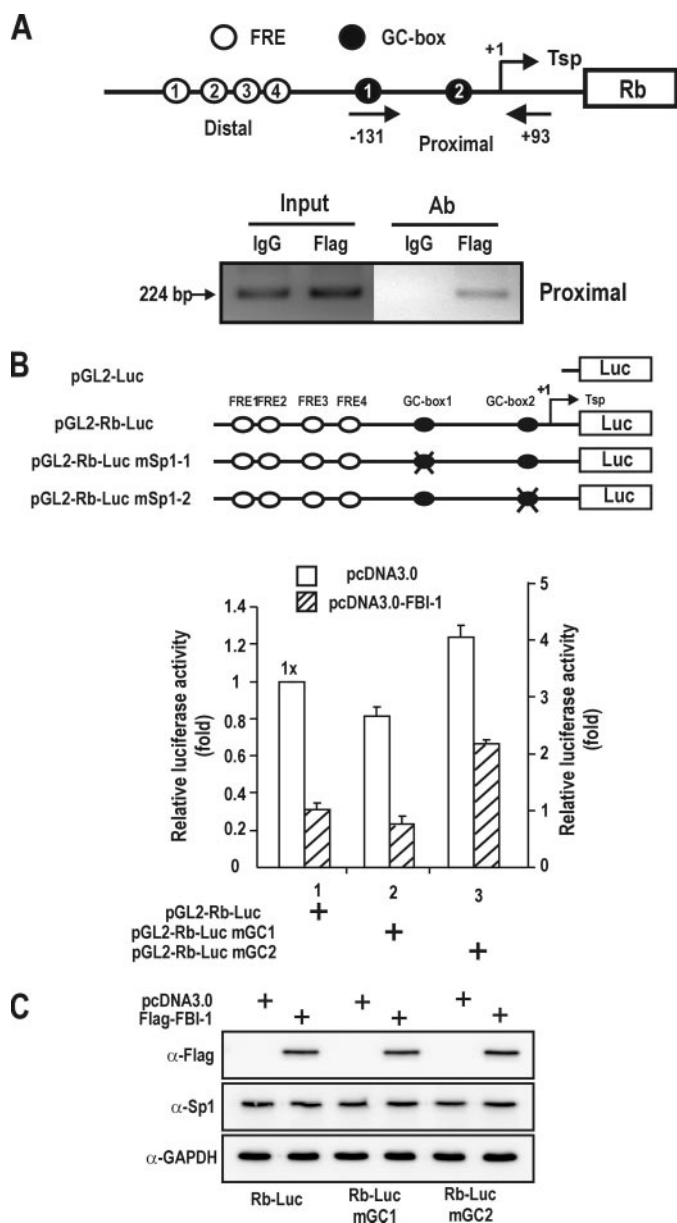 A
FRE GC-box
+1 Tsp
1 2 3 4 1 2 Rb
Distal -131 Proximal +93
Input Ab
IgG Flag IgG Flag
224 bp Proximal
B
pGL2-Luc Luc
FRE1 FRE2 FRE3 FRE4 GC-box1 GC-box2 +1 Tsp
pGL2-Rb-Luc Luc
pGL2-Rb-Luc mSp1-1 Luc
pGL2-Rb-Luc mSp1-2 Luc
pcDNA3.0
pcDNA3.0-FBI-1
Relative luciferase activity
(fold)
1.4
1.2
1
0.8
0.6
0.4
0.2
0
1x
5
4
3
2
1
0
Relative luciferase activity
(fold)
1 2 3
pGL2-Rb-Luc +
pGL2-Rb-Luc mGC1 +
pGL2-Rb-Luc mGC2 +
C
pcDNA3.0 + + +
Flag-FBI-1 + + +
α-Flag
α-Sp1
α-GAPDH
Rb-Luc Rb-Luc Rb-Luc
mGC1 mGC2